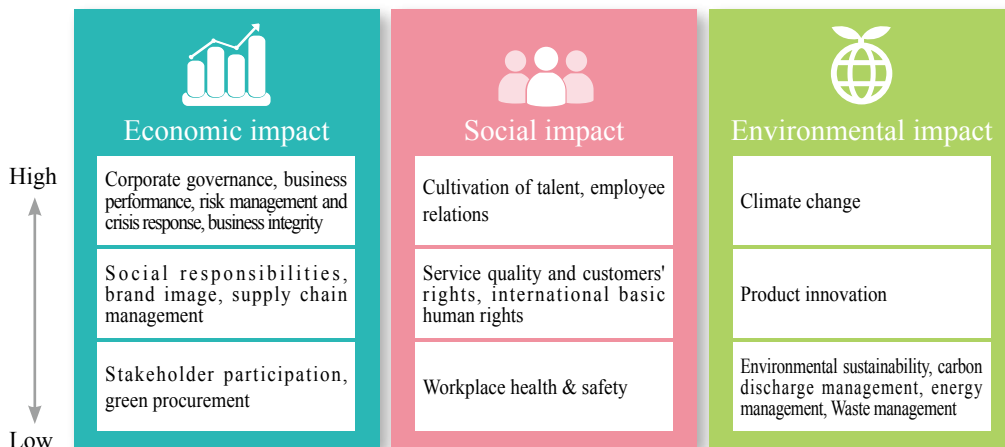 Economic impact
Corporate governance, business
performance, risk management and
crisis response, business integrity
Social responsibilities,
brand image, supply chain
management
Stakeholder participation,
green procurement
Social impact
Cultivation of talent, employee
relations
Service quality and customers'
rights, international basic
human rights
Workplace health & safety
Environmental impact
Climate change
Product innovation
Environmental sustainability, carbon
discharge management, energy
management, Waste management
High
Low